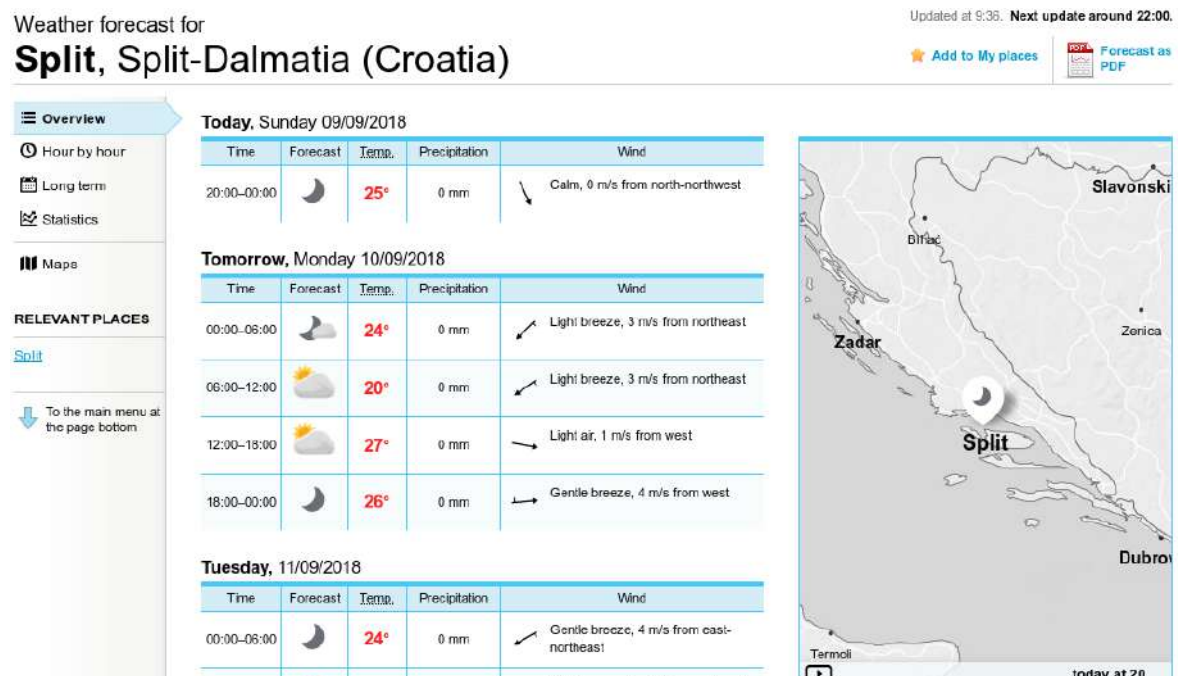 Weather forecast for
Split, Split-Dalmatia (Croatia)
Updated at 9:36. Next update around 22:00.
Add to My places
Forecast as PDF
Overview
Hour by hour
Long term
Statistics
Maps
RELEVANT PLACES
Split
To the main menu at
the page bottom
Today, Sunday 09/09/2018
Time Forecast Temp. Precipitation Wind
20:00–00:00 25° 0 mm Calm, 0 m/s from north-northwest
Tomorrow, Monday 10/09/2018
Time Forecast Temp. Precipitation Wind
00:00–06:00 24° 0 mm Light breeze, 3 m/s from northeast
06:00–12:00 20° 0 mm Light breeze, 3 m/s from northeast
12:00–18:00 27° 0 mm Light air, 1 m/s from west
18:00–00:00 26° 0 mm Gentle breeze, 4 m/s from west
Tuesday, 11/09/2018
Time Forecast Temp. Precipitation Wind
00:00–06:00 24° 0 mm Gentle breeze, 4 m/s from east-
northeast
Slavonski
Bihać
Zenica
Zadar
Split
Dubro
Termoli
today at 20